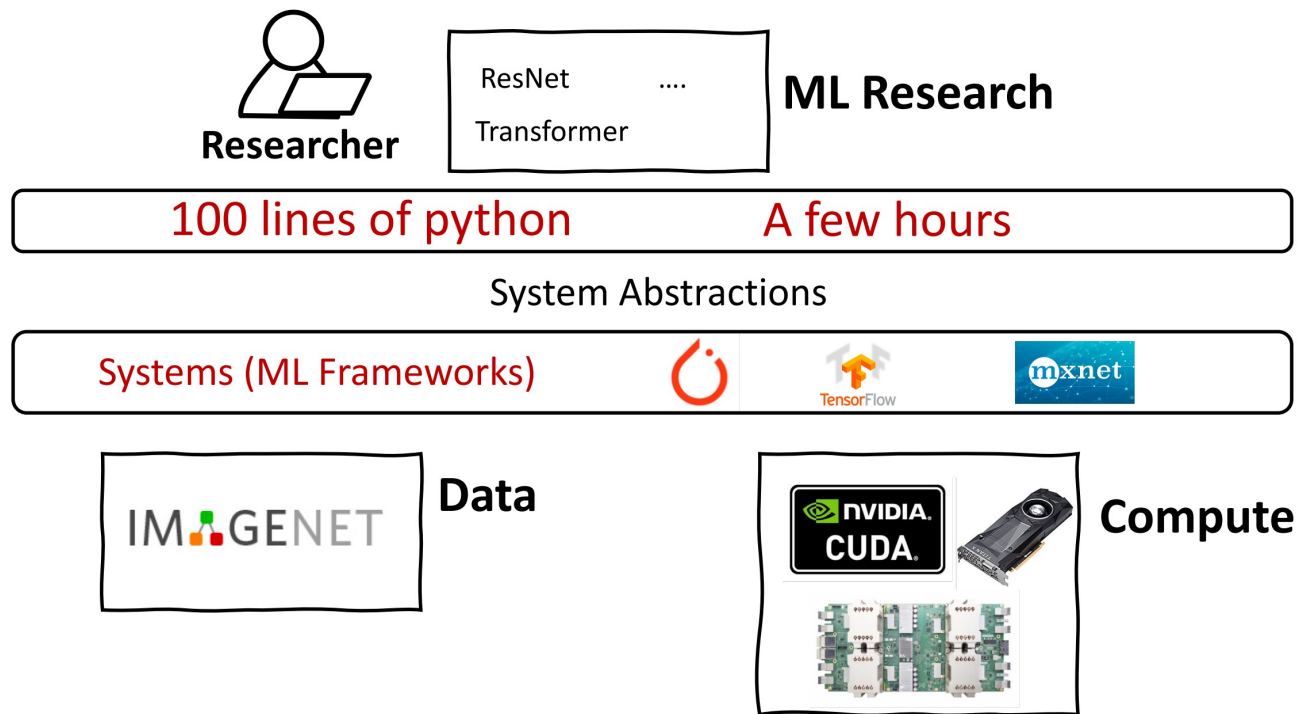 ResNet ....
Transformer
ML Research
Researcher
100 lines of python A few hours
System Abstractions
Systems (ML Frameworks)
TensorFlow
mxnet
IMAGENET
Data
NVIDIA.
CUDA.
TITAN X
Compute